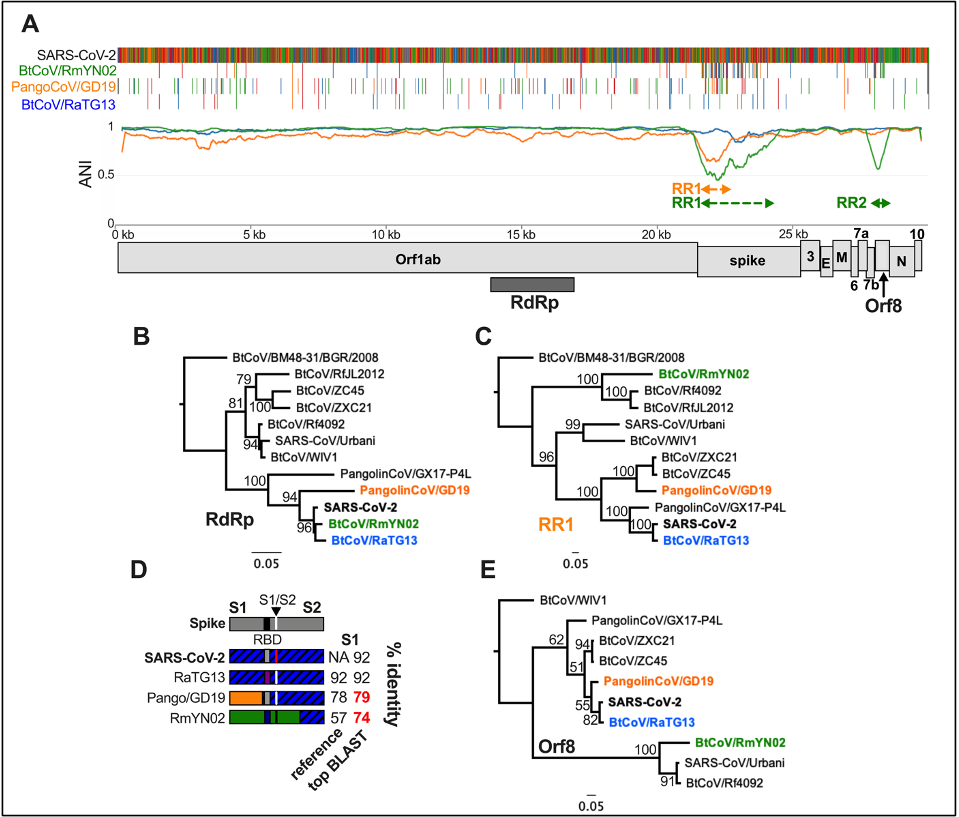 A
SARS-CoV-2
BtCoV/RmYN02
PangoCoV/GD19
BtCoV/RaTG13
ANI
1
0.5
0
RR1
RR1
RR2
0 kb 5 kb 10 kb 15 kb 20 kb 25 kb
Orf1ab spike 3 E M 6 7a 7b N 10
RdRp
Orf8
B
BtCoV/BM48-31/BGR/2008
BtCoV/RfJL2012
79
BtCoV/ZC45
100
BtCoV/ZXC21
81
BtCoV/Rf4092
SARS-CoV/Urbani
94
BtCoV/WIV1
PangolinCoV/GX17-P4L
100
PangolinCoV/GD19
94
SARS-CoV-2
BtCoV/RmYN02
96
BtCoV/RaTG13
RdRp
0.05
C
BtCoV/BM48-31/BGR/2008
BtCoV/RmYN02
100
BtCoV/Rf4092
100
BtCoV/RfJL2012
SARS-CoV/Urbani
99
BtCoV/WIV1
96
BtCoV/ZXC21
100
BtCoV/ZC45
PangolinCoV/GD19
100
PangolinCoV/GX17-P4L
100
SARS-CoV-2
100
BtCoV/RaTG13
RR1
0.05
D
S1 S1/S2 S2
Spike
RBD
S1
SARS-CoV-2 NA 92
RaTG13 92 92
Pango/GD19 78 79
RmYN02 57 74
% identity
reference
top BLAST
E
BtCoV/WIV1
PangolinCoV/GX17-P4L
62
BtCoV/ZXC21
94
BtCoV/ZC45
51
PangolinCoV/GD19
55
SARS-CoV-2
82
BtCoV/RaTG13
Orf8
100
BtCoV/RmYN02
SARS-CoV/Urbani
91
BtCoV/Rf4092
0.05